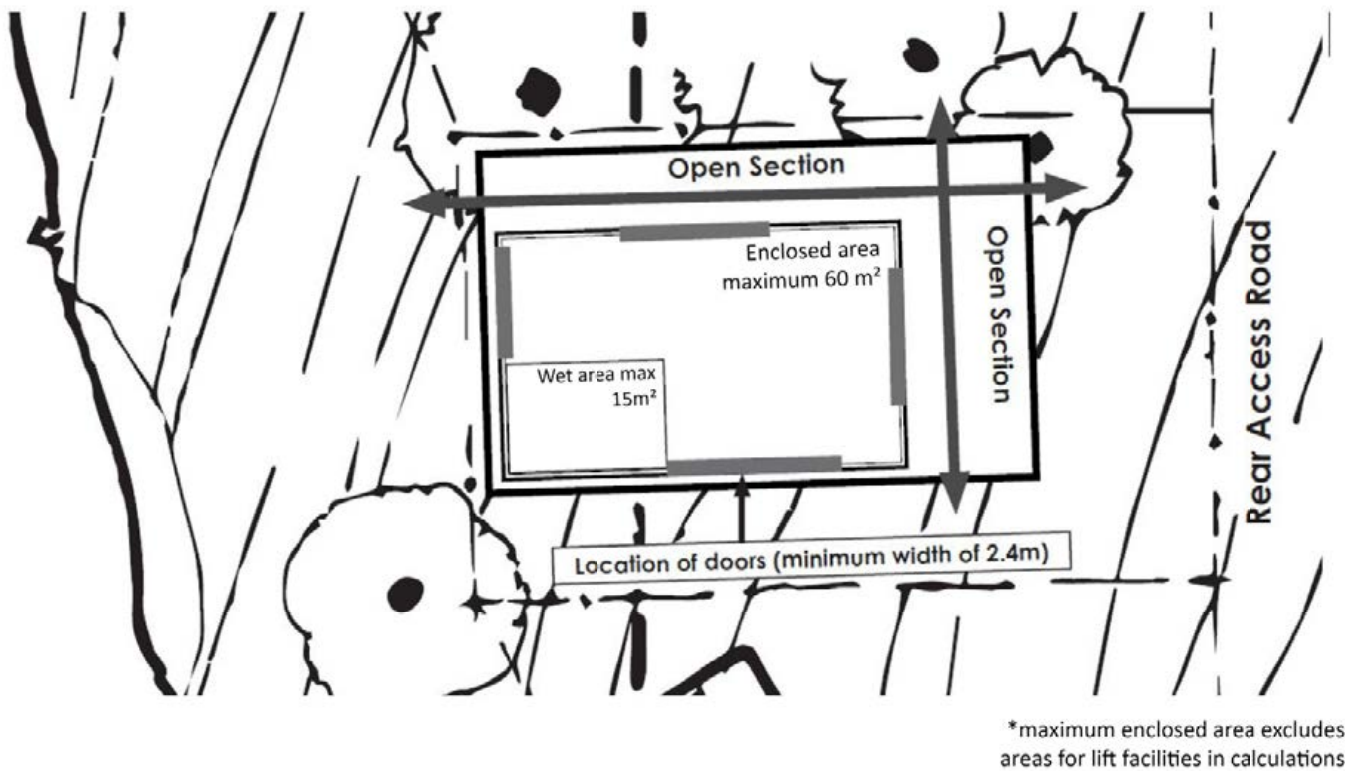 Open Section
Enclosed area
maximum 60 m²
Open Section
Wet area max
15m²
Rear Access Road
Location of doors (minimum width of 2.4m)
*maximum enclosed area excludes
areas for lift facilities in calculations